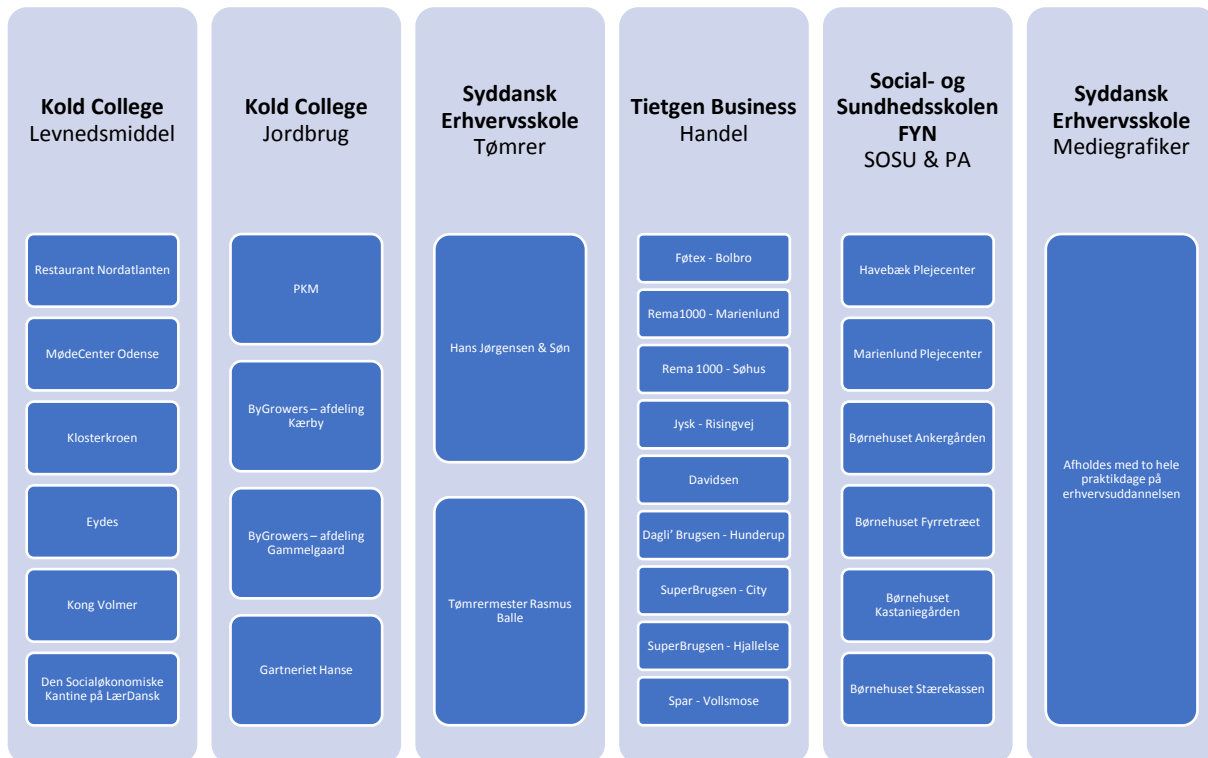 Kold College
Levnedsmiddel
Restaurant Nordatlanten
MødeCenter Odense
Klosterkroen
Eydes
Kong Volmer
Den Socialøkonomiske
Kantine på LærDansk
Kold College
Jordbrug
PKM
ByGrowers – afdeling
Kærby
ByGrowers – afdeling
Gammelgaard
Gartneriet Hanse
Syddansk
Erhvervsskole
Tømrer
Hans Jørgensen & Søn
Tømrermester Rasmus
Balle
Tietgen Business
Handel
Føtex - Bolbro
Rema1000 - Marienlund
Rema 1000 - Søhus
Jysk - Risingvej
Davidsen
Dagli’ Brugsen - Hunderup
SuperBrugsen - City
SuperBrugsen - Hjallelse
Spar - Vollsmose
Social- og
Sundhedsskolen
FYN
SOSU & PA
Havebæk Plejecenter
Marienlund Plejecenter
Børnehuset Ankergården
Børnehuset Fyrretræet
Børnehuset
Kastaniegården
Børnehuset Stærekassen
Syddansk
Erhvervsskole
Mediegrafiker
Afholdes med to hele
praktikdage på
erhvervsuddannelsen